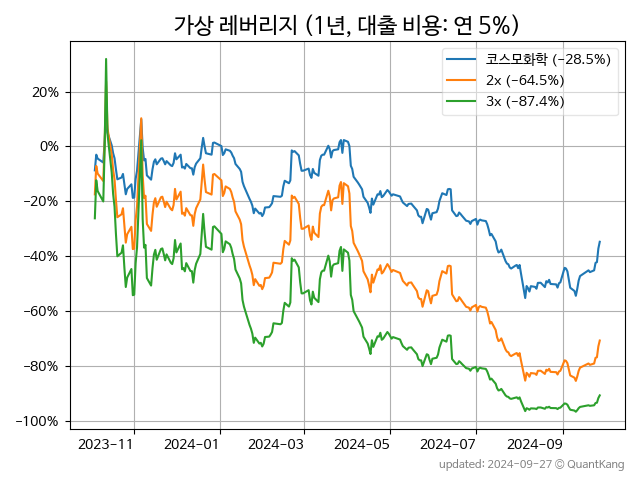 가상 레버리지 (1년, 대출 비용: 연 5%)
코스모화학 (-28.5%)
2x (-64.5%)
3x (-87.4%)
20%
0%
-20%
-40%
-60%
-80%
-100%
2023-11
2024-01
2024-03
2024-05
2024-07
2024-09
updated: 2024-09-27 © QuantKang